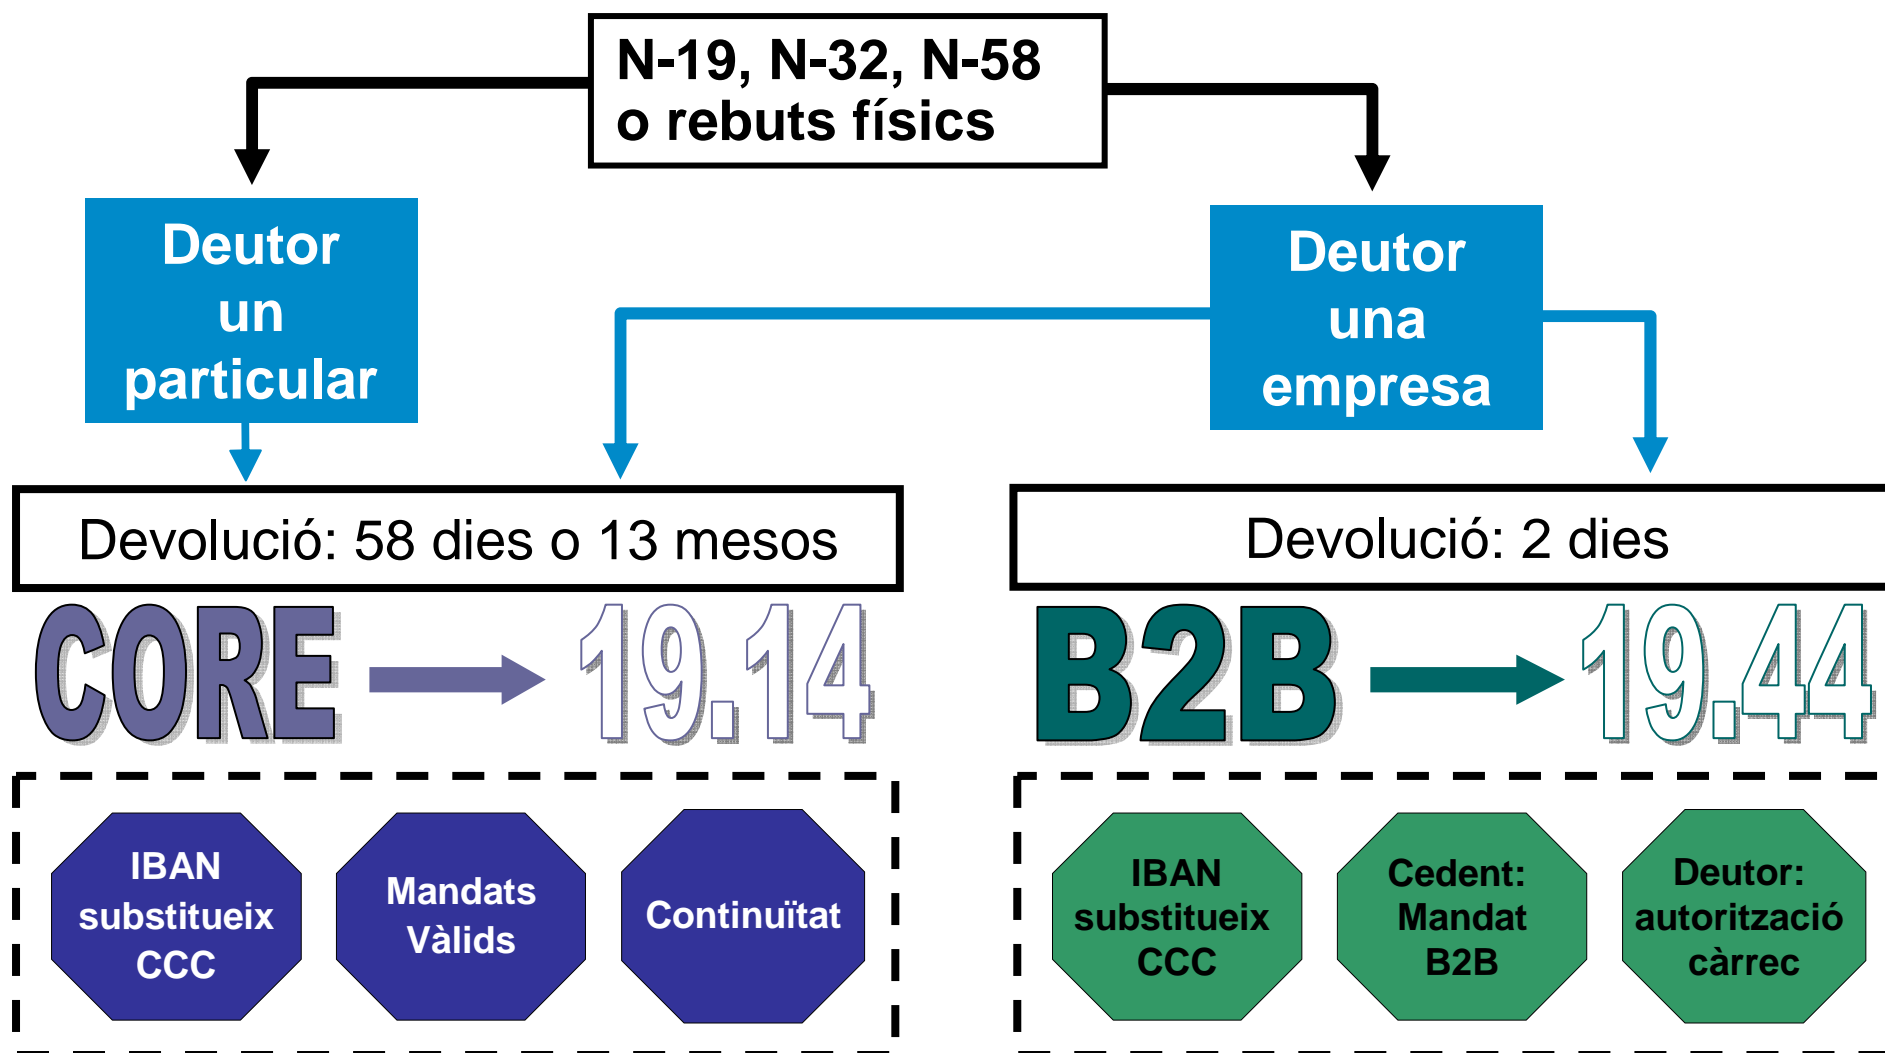 N-19, N-32, N-58
o rebuts físics
Deutor
un
particular
Deutor
una
empresa
Devolució: 58 dies o 13 mesos
Devolució: 2 dies
CORE
19.14
B2B
19.44
IBAN
substitueix
CCC
Mandats
Vàlids
Continuïtat
IBAN
substitueix
CCC
Cedent:
Mandat
B2B
Deutor:
autorització
càrrec